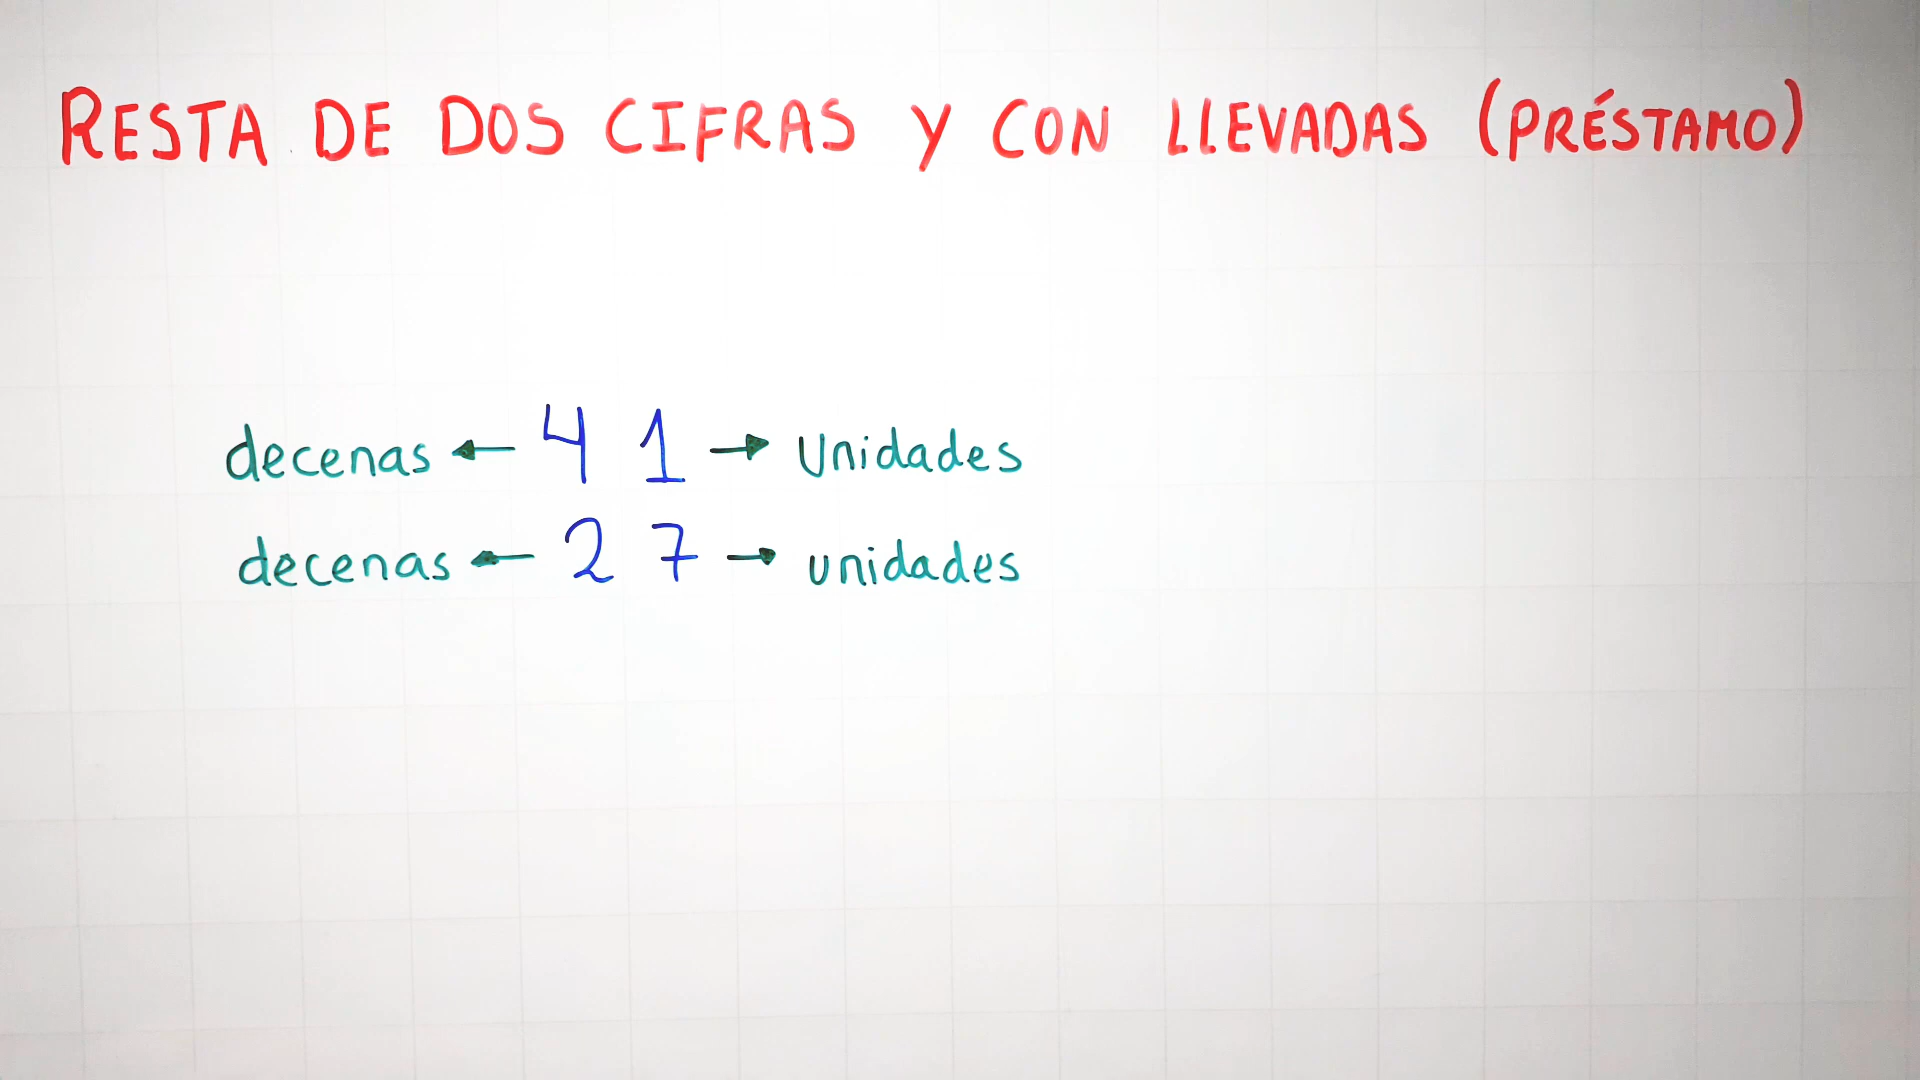 RESTA DE DOS CIFRAS Y CON LLEVADAS (PRÉSTAMO)
decenas ← 4 1 → Unidades
decenas ← 2 7 → unidades